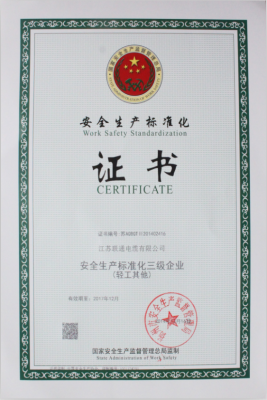 安全生产标准化
Work Safety Standardization
证书
CERTIFICATE
江苏联通电缆有限公司
安全生产标准化三级企业
(轻工其他)
国家安全生产监督管理总局监制
State Administration of Work Safety